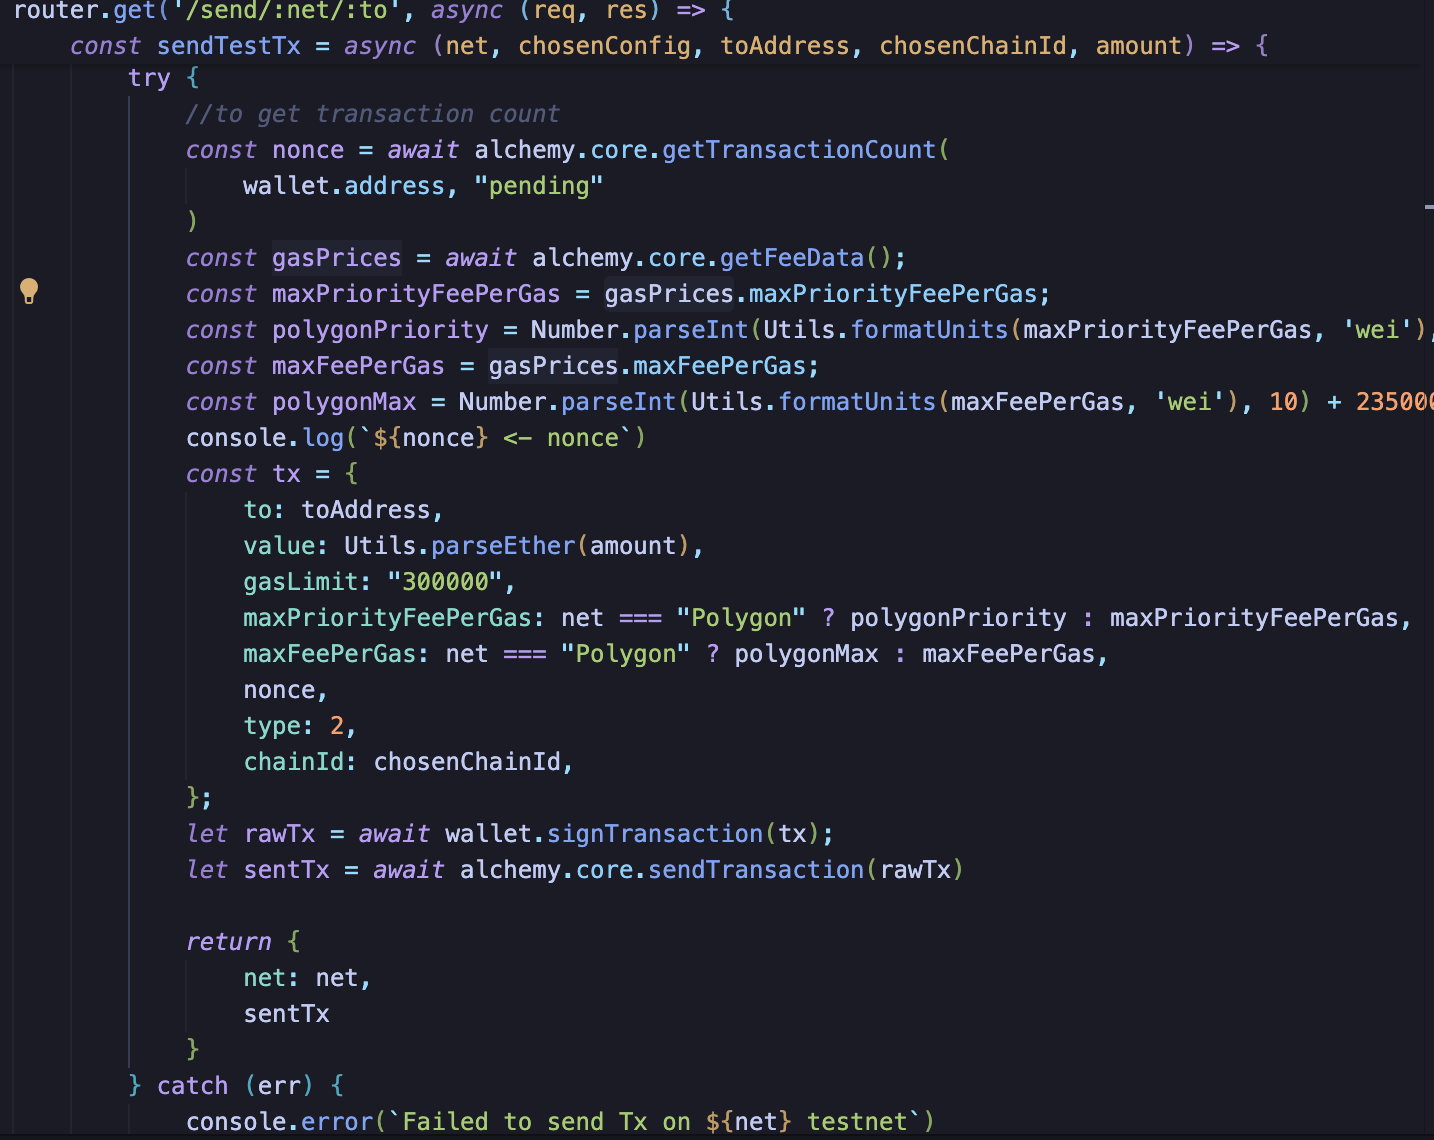 router.get('/send/:net/:to', async (req, res) => {
    const sendTestTx = async (net, chosenConfig, toAddress, chosenChainId, amount) => {
        try {
            //to get transaction count
            const nonce = await alchemy.core.getTransactionCount(
                wallet.address, "pending"
            )
            const gasPrices = await alchemy.core.getFeeData();
            const maxPriorityFeePerGas = gasPrices.maxPriorityFeePerGas;
            const polygonPriority = Number.parseInt(Utils.formatUnits(maxPriorityFeePerGas, 'wei'),
            const maxFeePerGas = gasPrices.maxFeePerGas;
            const polygonMax = Number.parseInt(Utils.formatUnits(maxFeePerGas, 'wei'), 10) + 235000
            console.log(`${nonce} <- nonce`)
            const tx = {
                to: toAddress,
                value: Utils.parseEther(amount),
                gasLimit: "300000",
                maxPriorityFeePerGas: net === "Polygon" ? polygonPriority : maxPriorityFeePerGas,
                maxFeePerGas: net === "Polygon" ? polygonMax : maxFeePerGas,
                nonce,
                type: 2,
                chainId: chosenChainId,
            };
            let rawTx = await wallet.signTransaction(tx);
            let sentTx = await alchemy.core.sendTransaction(rawTx)

            return {
                net: net,
                sentTx
            }
        } catch (err) {
            console.error(`Failed to send Tx on ${net} testnet`)